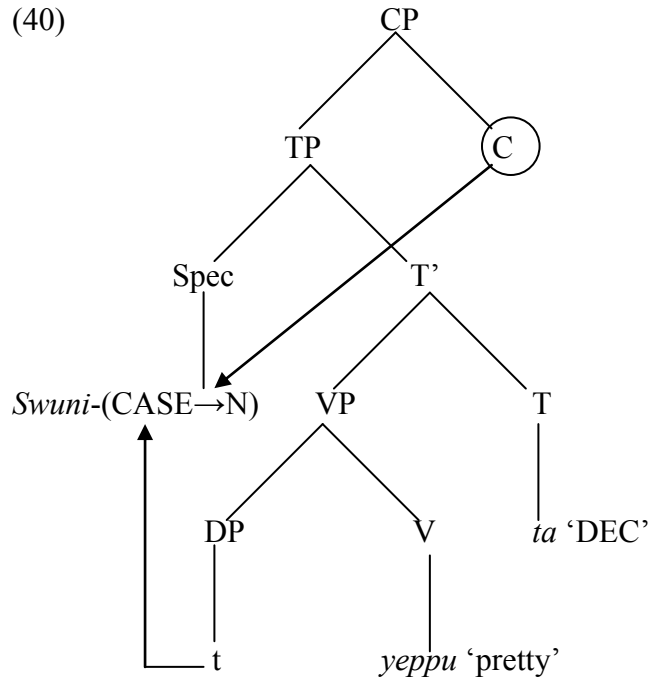 (40)
CP
TP C
Spec T’
Swuni-(CASE→N) VP T
DP V ta ‘DEC’
t yeppu ‘pretty’